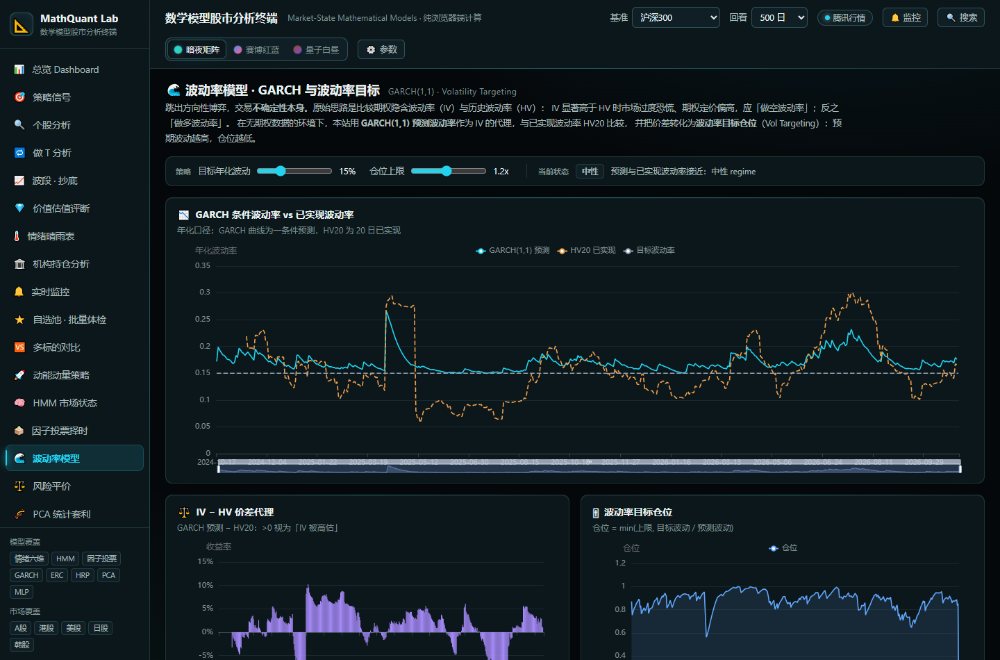 MathQuant Lab
数学模型股市分析终端
总览 Dashboard
策略信号
个股分析
做 T 分析
波段 · 抄底
价值估值评断
情绪晴雨表
机构持仓分析
实时监控
自选池 · 批量体检
VS 多标的对比
动能动量策略
HMM 市场状态
因子投票择时
波动率模型
风险平价
PCA 统计套利
模型覆盖
情绪六维 HMM 因子投票
GARCH ERC HRP PCA
MLP
市场覆盖
A股 港股 美股 日股
韩股
数学模型股市分析终端 Market-State Mathematical Models · 纯浏览器端计算
基准 沪深300 回看 500 日 腾讯行情 监控 搜索
暗夜矩阵 赛博红蓝 量子白昼 参数
波动率模型 · GARCH 与波动率目标 GARCH(1,1) · Volatility Targeting
跳出方向性博弈，交易不确定性本身。原始思路是比较期权隐含波动率（IV）与历史波动率（HV）： IV 显著高于 HV 时市场过度恐慌、期权定价偏高，应「做空波动率」；反之
「做多波动率」。 在无期权数据的环境下，本站用 GARCH(1,1) 预测波动率作为 IV 的代理，与已实现波动率 HV20 比较， 并把价差转化为波动率目标仓位（Vol Targeting）：预
期波动越高，仓位越低。
策略 目标年化波动 15% 仓位上限 1.2x 当前状态 中性 预测与已实现波动率接近：中性 regime
GARCH 条件波动率 vs 已实现波动率
年化口径：GARCH 曲线为一条件预测，HV20 为 20 日已实现
年化波动率
GARCH(1,1) 预测 HV20 已实现 目标波动率
0.35
0.3
0.25
0.2
0.15
0.1
0.05
0
IV − HV 价差代理
GARCH 预测 − HV20；>0 视为「IV 被高估」
收益率
15%
10%
5%
0%
-5%
波动率目标仓位
仓位 = min(上限, 目标波动 / 预测波动)
仓位
仓位
1.2
1
0.8
0.6
0.4